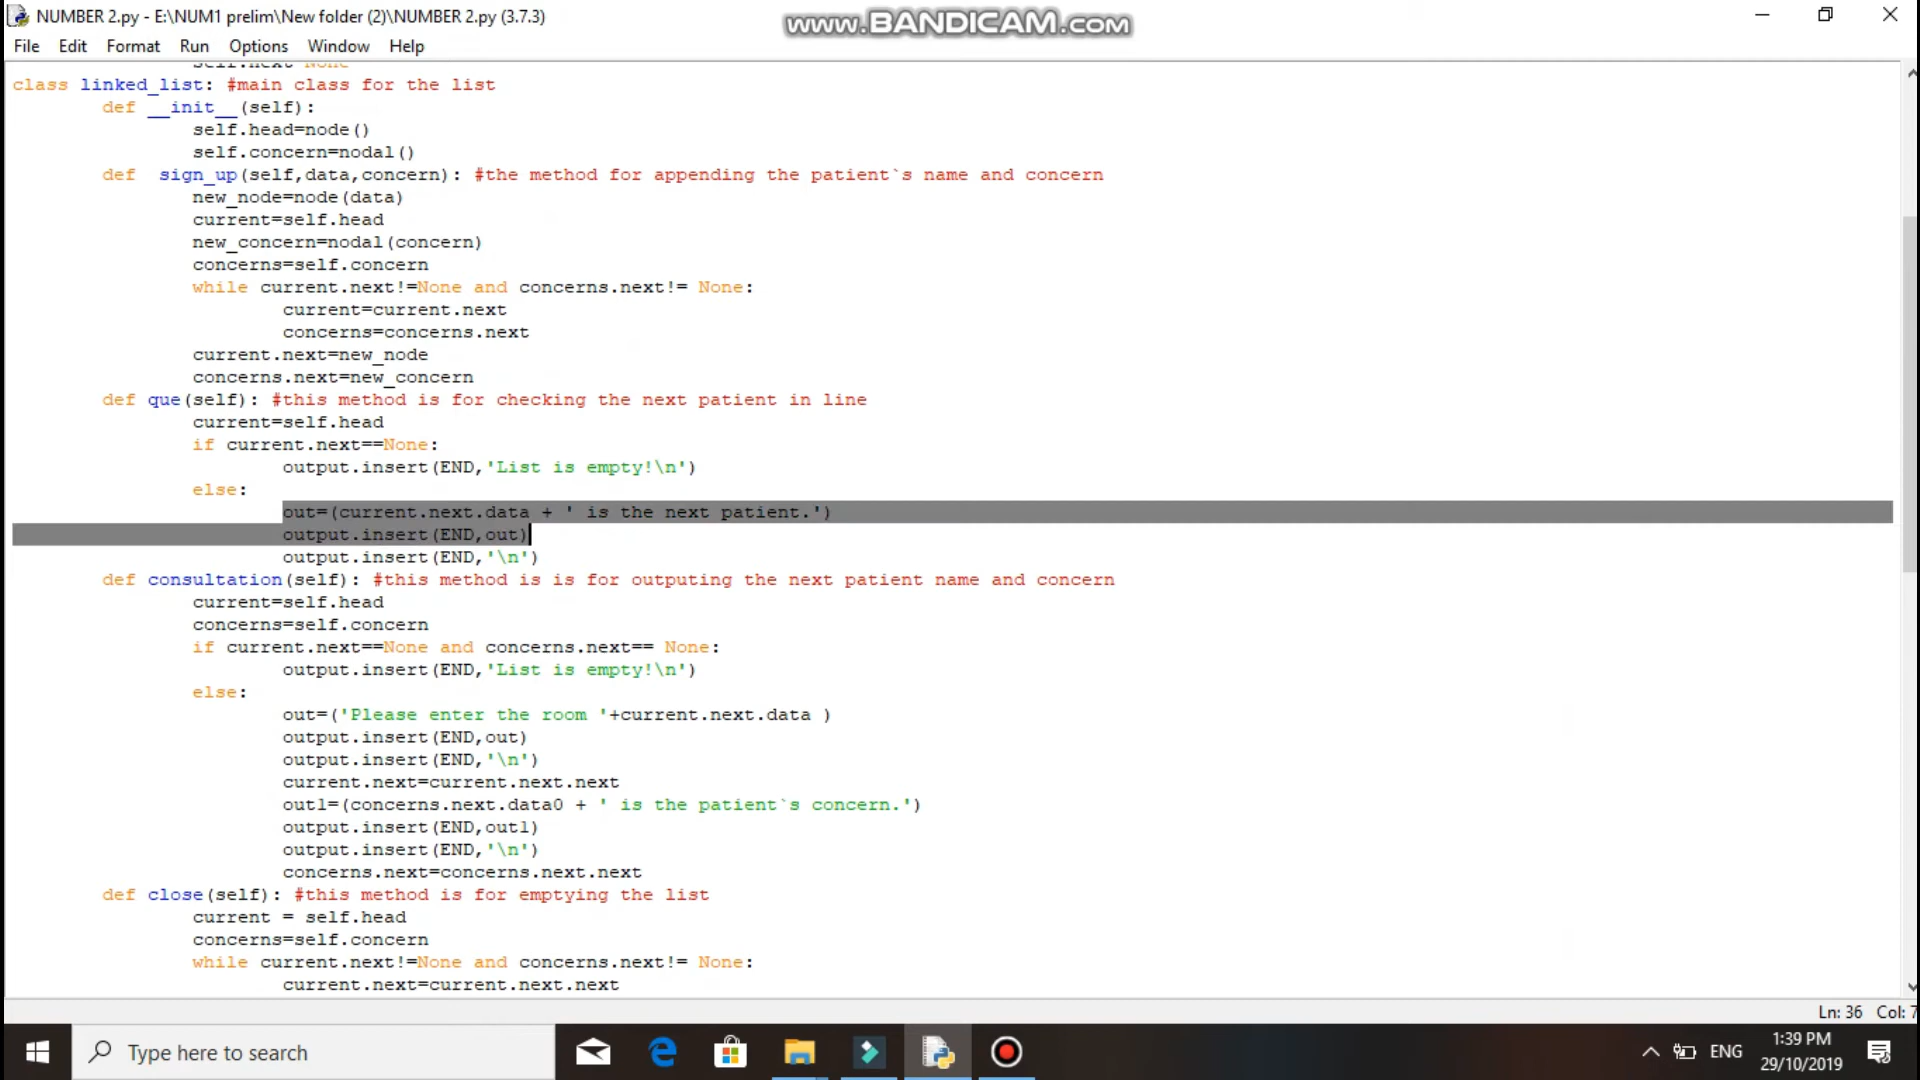 NUMBER 2.py - E:\NUM1 prelim\New folder (2)\NUMBER 2.py (3.7.3)
www.BANDICAM.com
File Edit Format Run Options Window Help
self.next=None
class linked_list: #main class for the list
def __init__(self):
self.head=node()
self.concern=nodal()
def  sign_up(self,data,concern): #the method for appending the patient`s name and concern
new_node=node(data)
current=self.head
new_concern=nodal(concern)
concerns=self.concern
while current.next!=None and concerns.next!= None:
current=current.next
concerns=concerns.next
current.next=new_node
concerns.next=new_concern
def que(self): #this method is for checking the next patient in line
current=self.head
if current.next==None:
output.insert(END,'List is empty!\n')
else:
out=(current.next.data + ' is the next patient.')
output.insert(END,out)
output.insert(END,'\n')
def consultation(self): #this method is is for outputing the next patient name and concern
current=self.head
concerns=self.concern
if current.next==None and concerns.next== None:
output.insert(END,'List is empty!\n')
else:
out=('Please enter the room '+current.next.data )
output.insert(END,out)
output.insert(END,'\n')
current.next=current.next.next
out1=(concerns.next.data0 + ' is the patient`s concern.')
output.insert(END,out1)
output.insert(END,'\n')
concerns.next=concerns.next.next
def close(self): #this method is for emptying the list
current = self.head
concerns=self.concern
while current.next!=None and concerns.next!= None:
current.next=current.next.next
Ln: 36 Col: 7
Type here to search
ENG
1:39 PM
29/10/2019